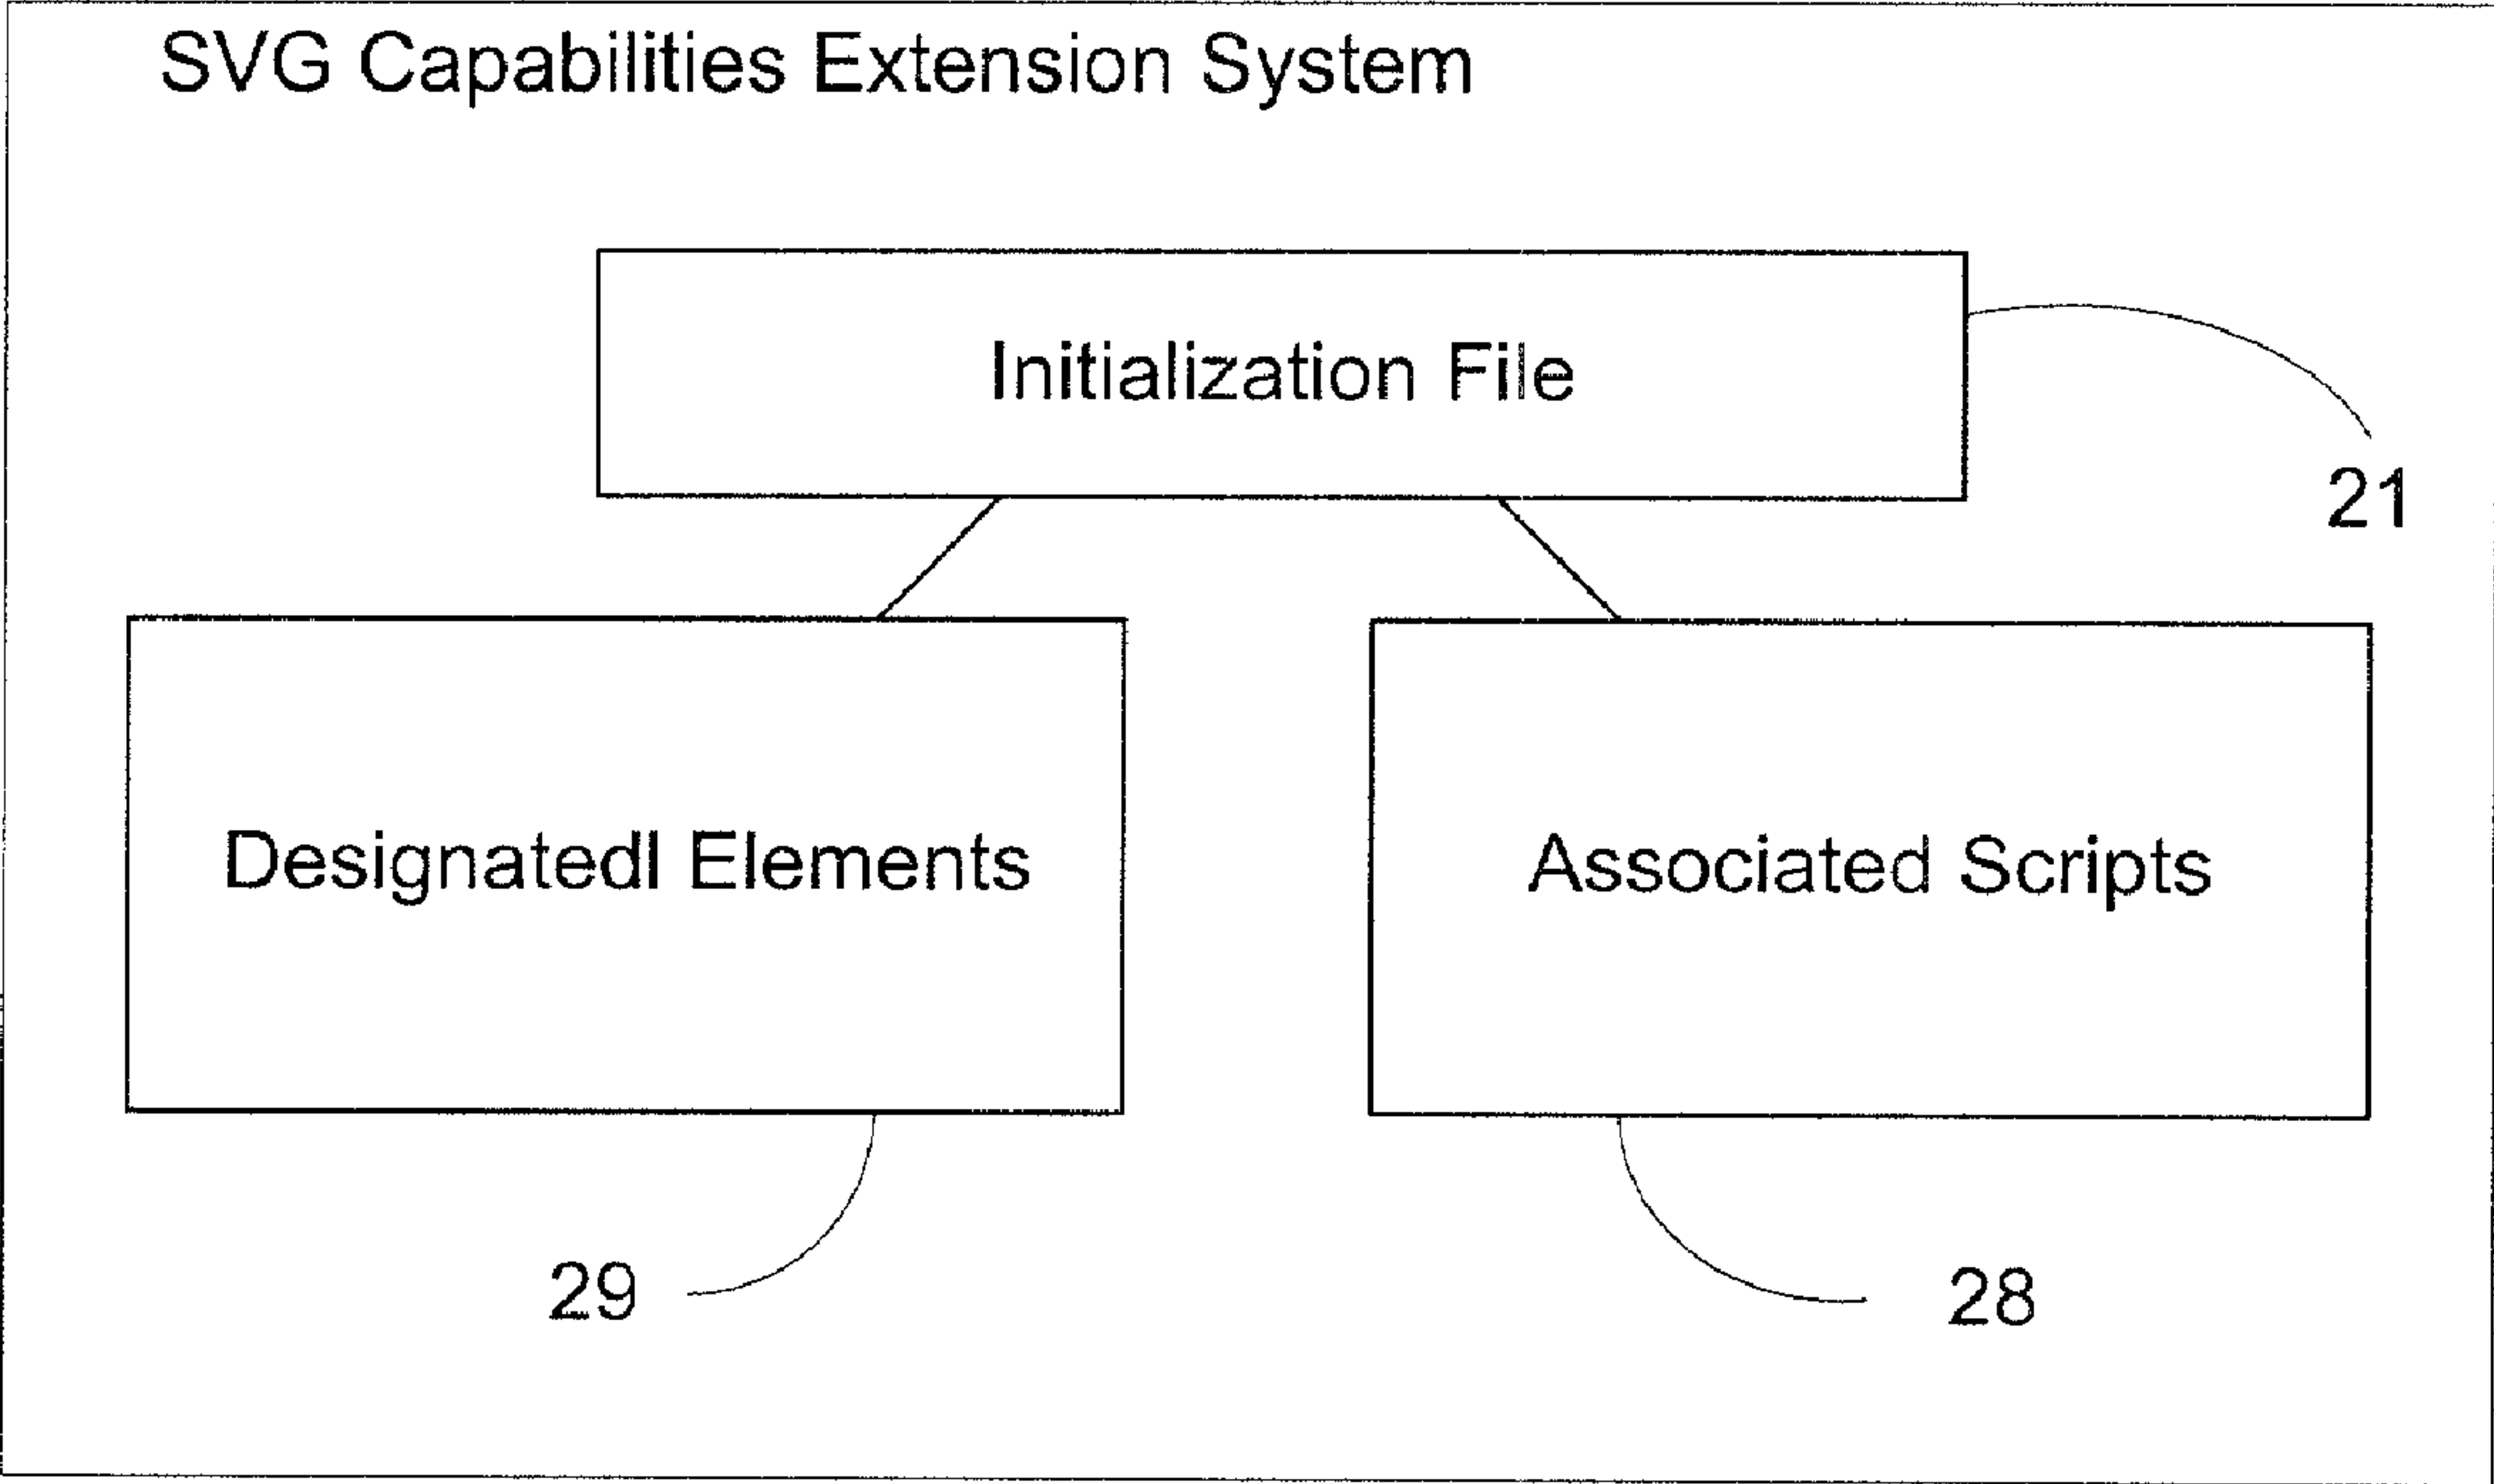 SVG Capabilities Extension System
Initialization File
21
Designatedl Elements
Associated Scripts
29
28